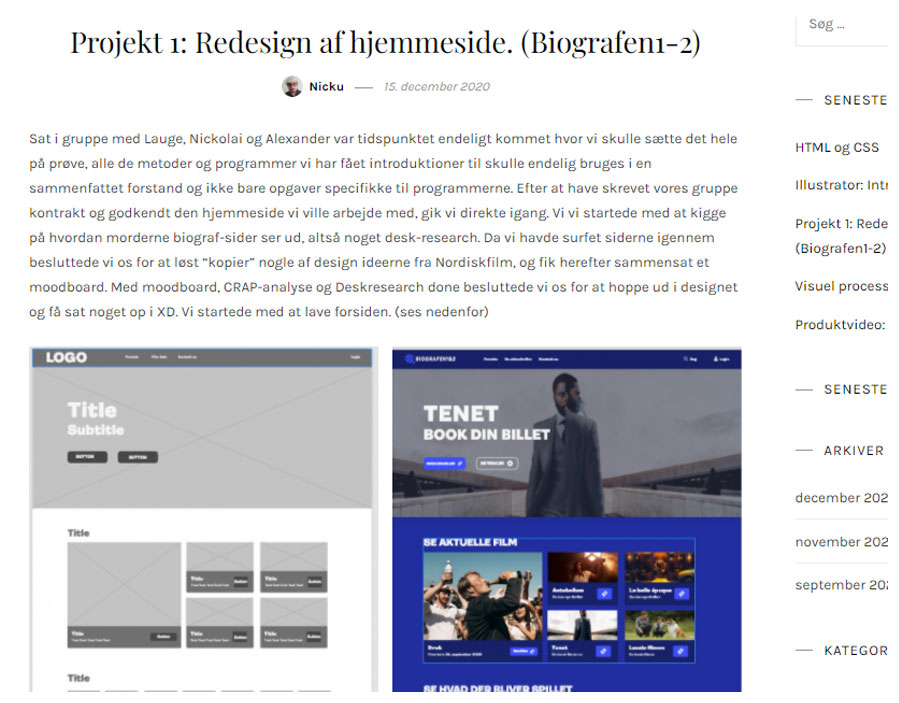 Projekt 1: Redesign af hjemmeside. (Biografen1-2)
Nicku — 15. december 2020
Sat i gruppe med Lauge, Nickolai og Alexander var tidspunktet endeligt kommet hvor vi skulle sætte det hele
på prøve, alle de metoder og programmer vi har fået introduktioner til skulle endelig bruges i en
sammenfattet forstand og ikke bare opgaver specifikke til programmerne. Efter at have skrevet vores gruppe
kontrakt og godkendt den hjemmeside vi ville arbejde med, gik vi direkte igang. Vi vi startede med at kigge
på hvordan morderne biograf-sider ser ud, altså noget desk-research. Da vi havde surfet siderne igennem
besluttede vi os for at løst “kopier” nogle af design ideerne fra Nordiskfilm, og fik herefter sammensat et
moodboard. Med moodboard, CRAP-analyse og Deskresearch done besluttede vi os for at hoppe ud i designet
og få sat noget op i XD. Vi startede med at lave forsiden. (ses nedenfor)
LOGO
Login
Title
Subtitle
BUTTON BUTTON
Title
Title Title
Title
Title Title
Title
BIOGRAFEN1&2
Søg Login
TENET
BOOK DIN BILLET
SE AKTUELLE FILM
Antebellum La belle époque
Druk Tenet
SE HVAD DER BLIVER SPILLET
Søg ...
SENESTE
HTML og CSS
Illustrator: Intr
Projekt 1: Rede
(Biografen1-2)
Visuel process
Produktvideo:
SENESTE
ARKIVER
december 202
november 202
september 202
KATEGOR